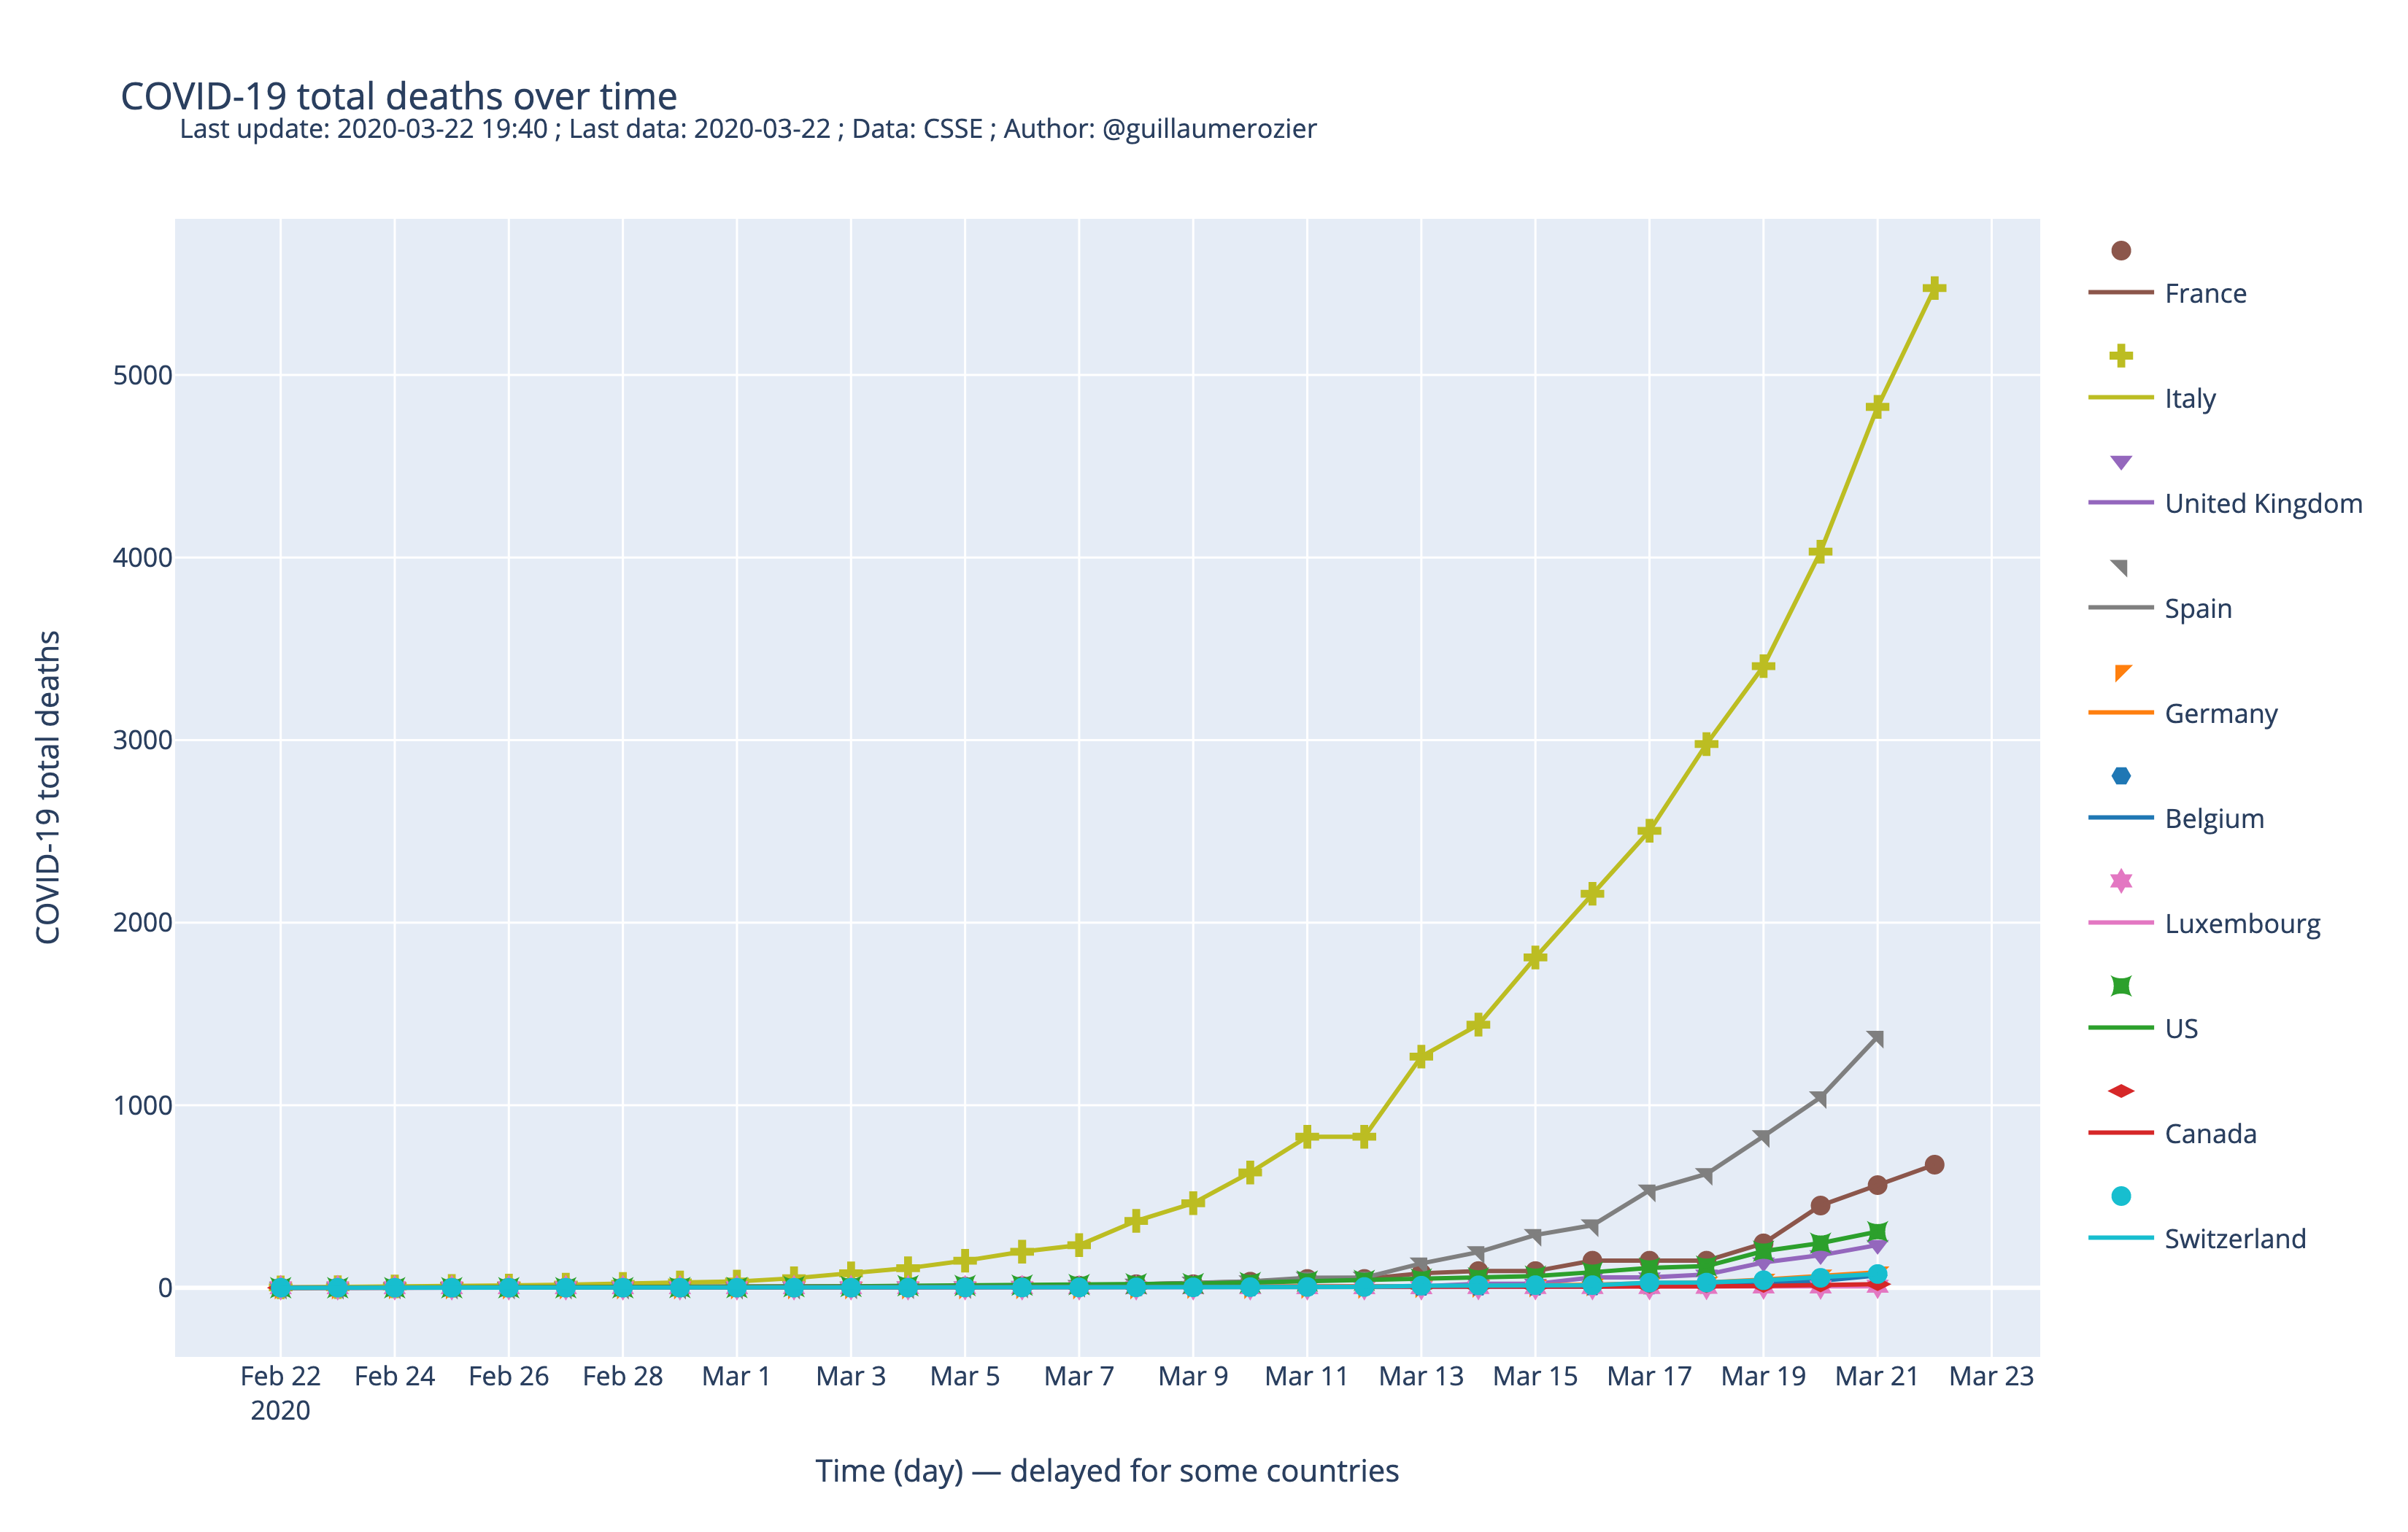 COVID-19 total deaths over time
Last update: 2020-03-22 19:40 ; Last data: 2020-03-22 ; Data: CSSE ; Author: @guillaumerozier
COVID-19 total deaths
5000
4000
3000
2000
1000
0
Feb 22 Feb 24 Feb 26 Feb 28 Mar 1 Mar 3 Mar 5 Mar 7 Mar 9 Mar 11 Mar 13 Mar 15 Mar 17 Mar 19 Mar 21 Mar 23
2020
Time (day) — delayed for some countries
France
Italy
United Kingdom
Spain
Germany
Belgium
Luxembourg
US
Canada
Switzerland